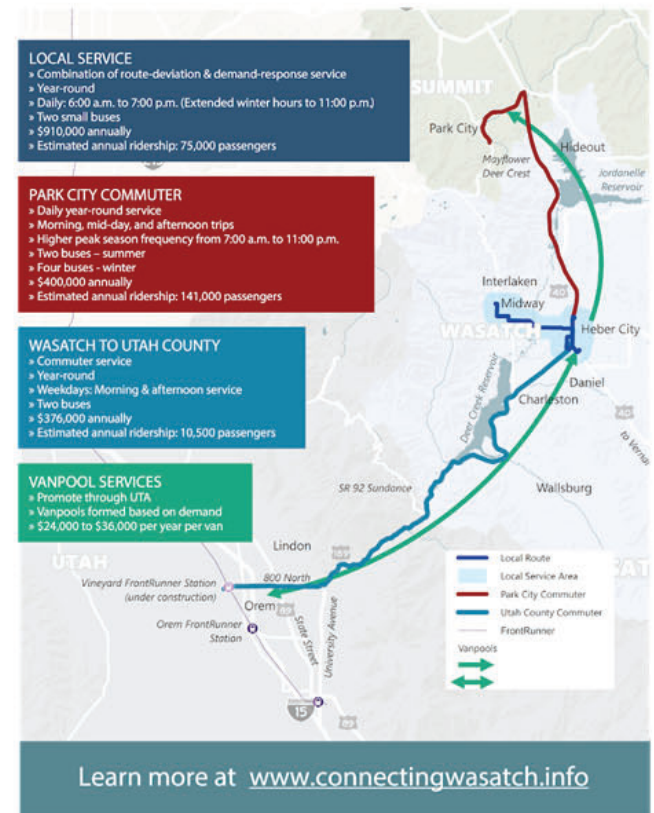 LOCAL SERVICE
» Combination of route-deviation & demand-response service
» Year-round
» Daily: 6:00 a.m. to 7:00 p.m. (Extended winter hours to 11:00 p.m.)
» Two small buses
» $910,000 annually
» Estimated annual ridership: 75,000 passengers
PARK CITY COMMUTER
» Daily year-round service
» Morning, mid-day, and afternoon trips
» Higher peak season frequency from 7:00 a.m. to 11:00 p.m.
» Two buses – summer
» Four buses - winter
» $400,000 annually
» Estimated annual ridership: 141,000 passengers
WASATCH TO UTAH COUNTY
» Commuter service
» Year-round
» Weekdays: Morning & afternoon service
» Two buses
» $376,000 annually
» Estimated annual ridership: 10,500 passengers
VANPOOL SERVICES
» Promote through UTA
» Vanpools formed based on demand
» $24,000 to $36,000 per year per van
SUMMIT
Park City
Hideout
Mayflower
Deer Crest
Jordanelle
Reservoir
Interlaken
40
Midway
WASATCH
Heber City
Daniel
Charleston
Deer Creek Reservoir
40
to Vernal
SR 92 Sundance
Wallsburg
Lindon
189
UTAH
800 North
Vineyard FrontRunner Station
(under construction)
Orem
89
Orem FrontRunner
Station
State Street
University Avenue
15
89
Local Route
Local Service Area
Park City Commuter
Utah County Commuter
FrontRunner
Vanpools
Learn more at www.connectingwasatch.info